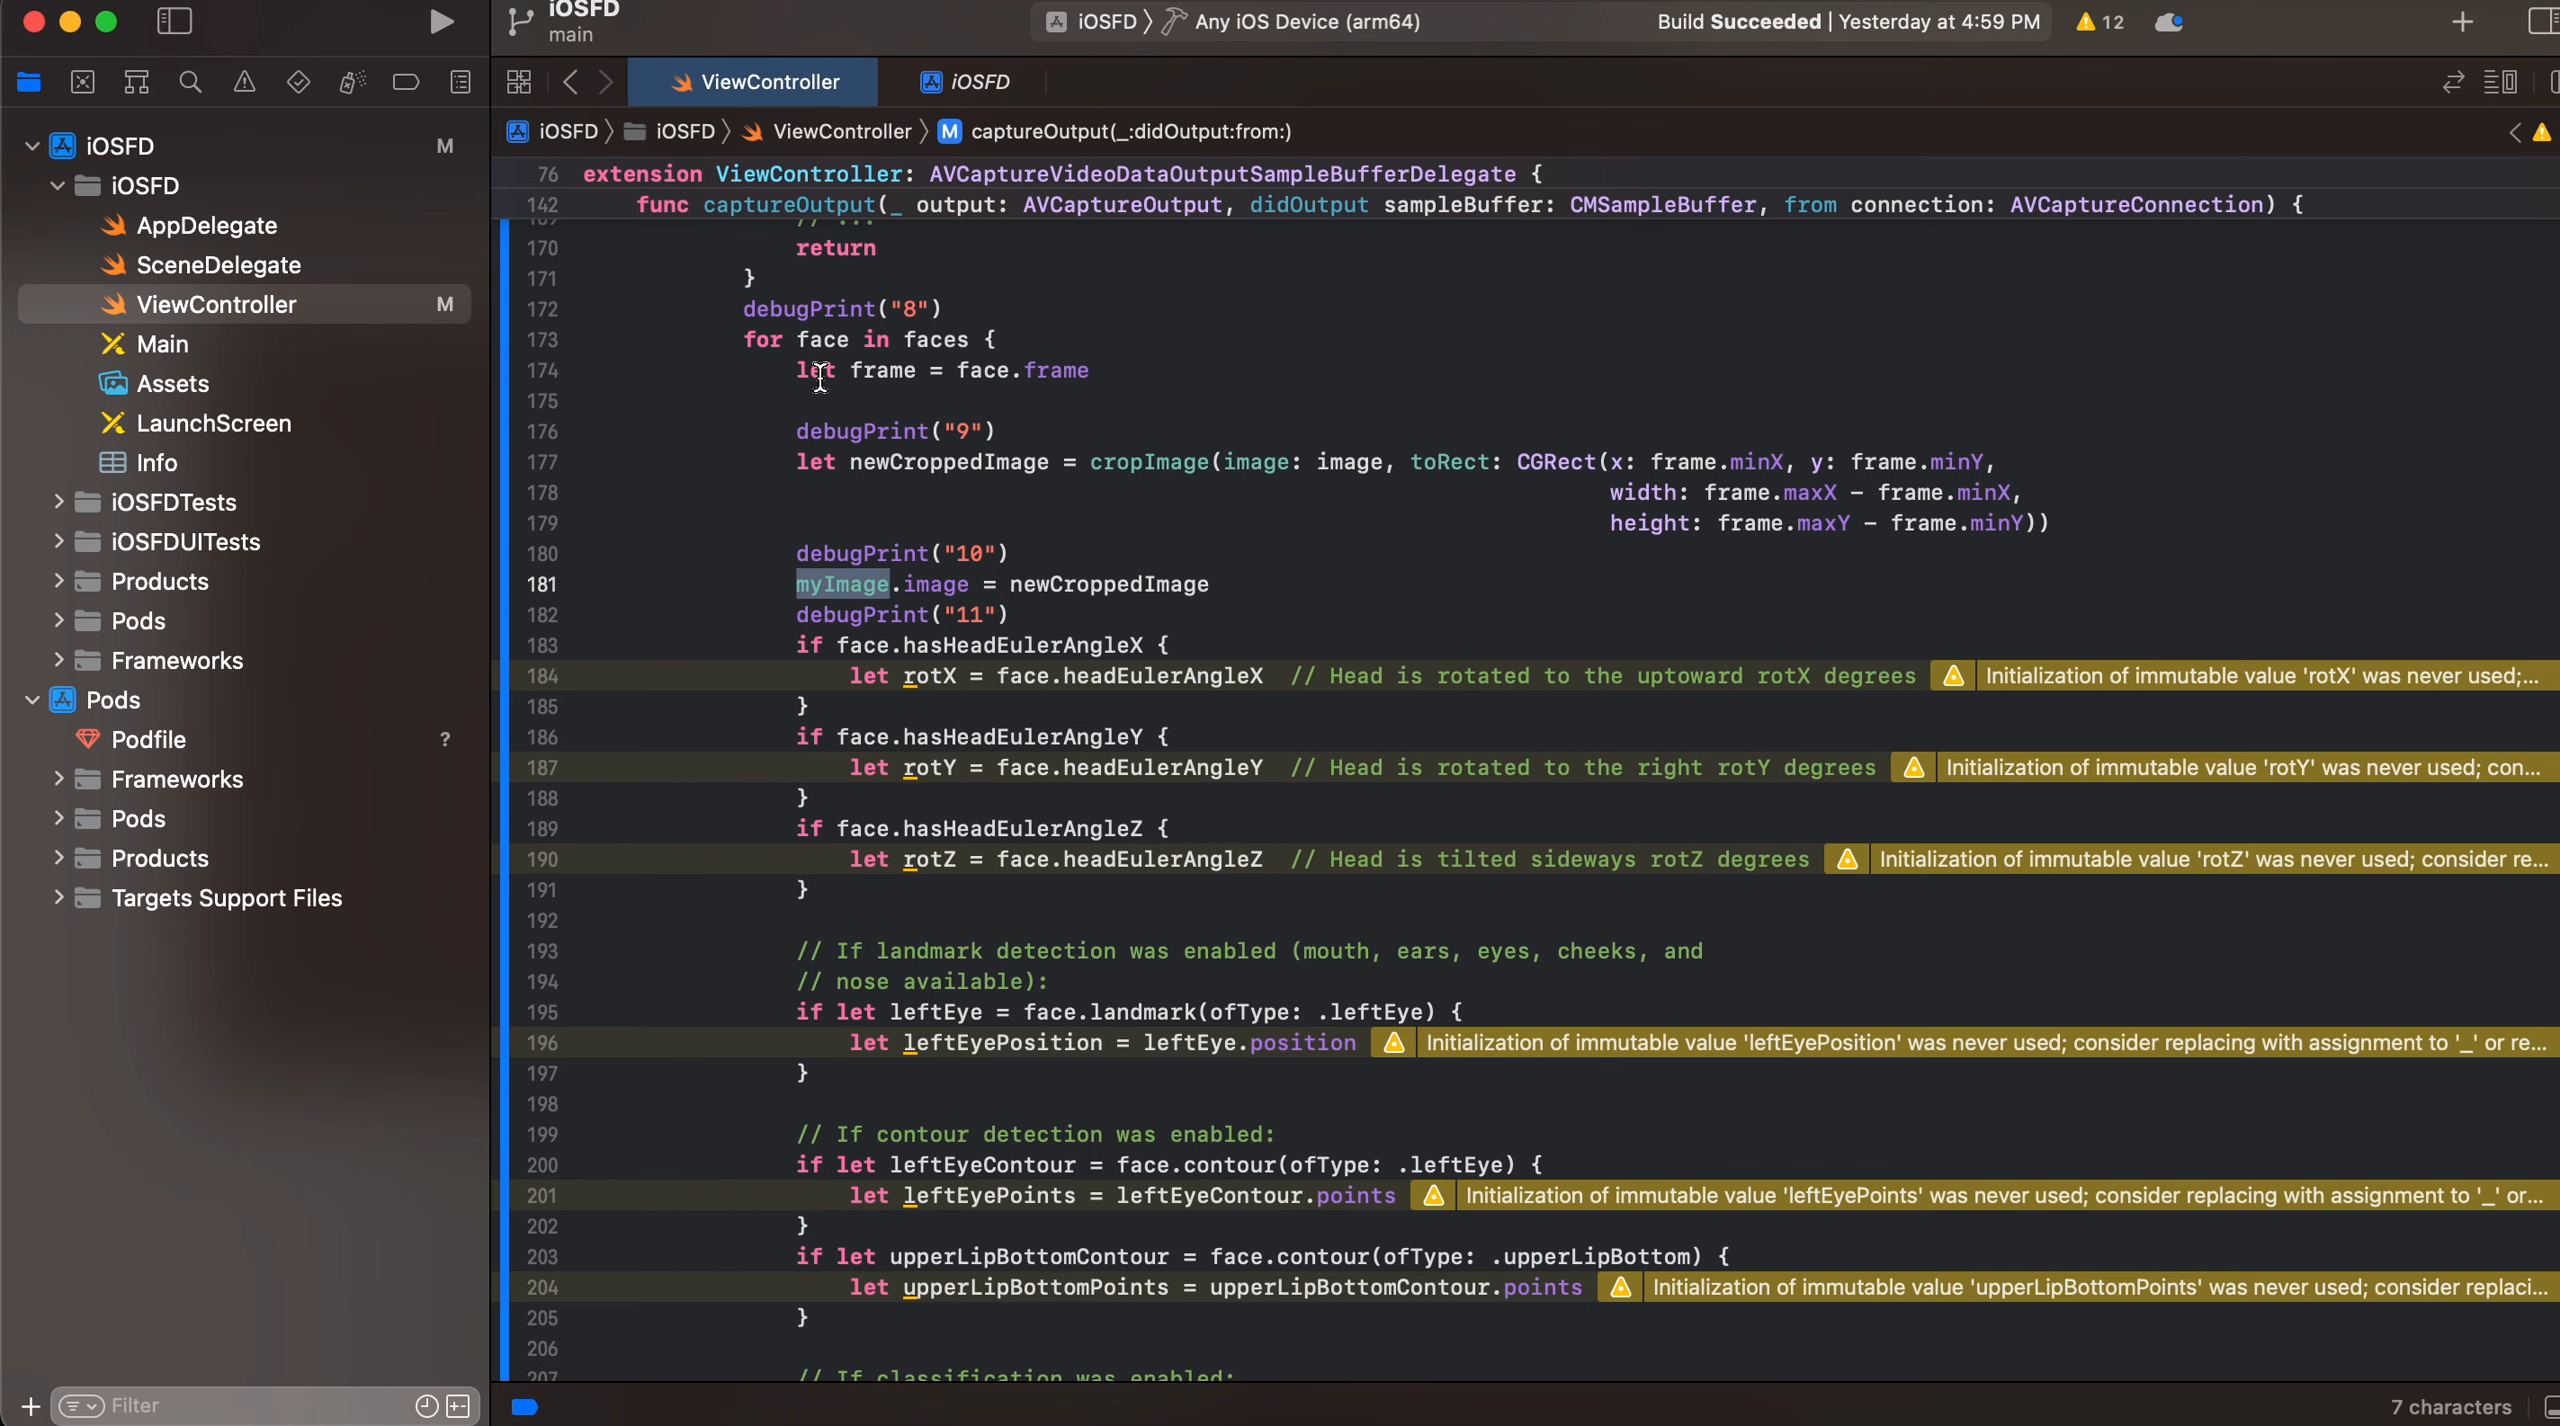 iOSFD
main
iOSFD 〉 Any iOS Device (arm64)
Build Succeeded | Yesterday at 4:59 PM
12
ViewController
iOSFD
iOSFD 〉 iOSFD 〉 ViewController 〉 M captureOutput(_:didOutput:from:)
iOSFD M
iOSFD
AppDelegate
SceneDelegate
ViewController M
Main
Assets
LaunchScreen
Info
iOSFDTests
iOSFDUITests
Products
Pods
Frameworks
Pods
Podfile ?
Frameworks
Pods
Products
Targets Support Files
Filter
76 extension ViewController: AVCaptureVideoDataOutputSampleBufferDelegate {
142 func captureOutput(_ output: AVCaptureOutput, didOutput sampleBuffer: CMSampleBuffer, from connection: AVCaptureConnection) {
169 // ...
170 return
171 }
172 debugPrint("8")
173 for face in faces {
174 let frame = face.frame
175
176 debugPrint("9")
177 let newCroppedImage = cropImage(image: image, toRect: CGRect(x: frame.minX, y: frame.minY,
178 width: frame.maxX - frame.minX,
179 height: frame.maxY - frame.minY))
180 debugPrint("10")
181 myImage.image = newCroppedImage
182 debugPrint("11")
183 if face.hasHeadEulerAngleX {
184 let rotX = face.headEulerAngleX // Head is rotated to the uptoward rotX degrees Initialization of immutable value 'rotX' was never used;...
185 }
186 if face.hasHeadEulerAngleY {
187 let rotY = face.headEulerAngleY // Head is rotated to the right rotY degrees Initialization of immutable value 'rotY' was never used; con...
188 }
189 if face.hasHeadEulerAngleZ {
190 let rotZ = face.headEulerAngleZ // Head is tilted sideways rotZ degrees Initialization of immutable value 'rotZ' was never used; consider re...
191 }
192
193 // If landmark detection was enabled (mouth, ears, eyes, cheeks, and
194 // nose available):
195 if let leftEye = face.landmark(ofType: .leftEye) {
196 let leftEyePosition = leftEye.position Initialization of immutable value 'leftEyePosition' was never used; consider replacing with assignment to '_' or re...
197 }
198
199 // If contour detection was enabled:
200 if let leftEyeContour = face.contour(ofType: .leftEye) {
201 let leftEyePoints = leftEyeContour.points Initialization of immutable value 'leftEyePoints' was never used; consider replacing with assignment to '_' or...
202 }
203 if let upperLipBottomContour = face.contour(ofType: .upperLipBottom) {
204 let upperLipBottomPoints = upperLipBottomContour.points Initialization of immutable value 'upperLipBottomPoints' was never used; consider replaci...
205 }
206
207 // If classification was enabled:
7 characters